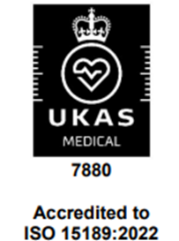 UKAS
MEDICAL
7880
Accredited to
ISO 15189:2022